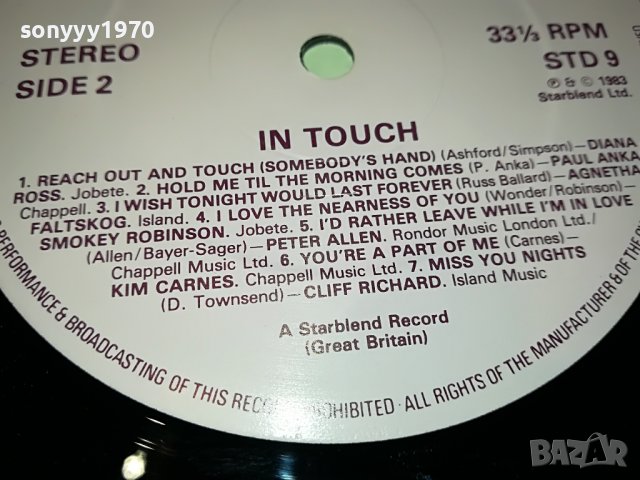 sonyyy1970
STEREO
SIDE 2
33⅓ RPM
STD 9
Ⓟ & © 1983
Starblend Ltd.
IN TOUCH
1. REACH OUT AND TOUCH (SOMEBODY'S HAND) (Ashford/Simpson)–DIANA
ROSS. Jobete. 2. HOLD ME TIL THE MORNING COMES (P. Anka)–PAUL ANKA.
Chappell. 3. I WISH TONIGHT WOULD LAST FOREVER (Russ Ballard)–AGNETHA
FALTSKOG. Island. 4. I LOVE THE NEARNESS OF YOU (Wonder/Robinson)–
SMOKEY ROBINSON. Jobete. 5. I'D RATHER LEAVE WHILE I'M IN LOVE
(Allen/Bayer-Sager)–PETER ALLEN. Rondor Music London Ltd./
Chappell Music Ltd. 6. YOU'RE A PART OF ME (Carnes)–
KIM CARNES. Chappell Music Ltd. 7. MISS YOU NIGHTS
(D. Townsend)–CLIFF RICHARD. Island Music
A Starblend Record
(Great Britain)
PERFORMANCE & BROADCASTING OF THIS RECORD PROHIBITED · ALL RIGHTS OF THE MANUFACTURER & OF THE
BAZAR